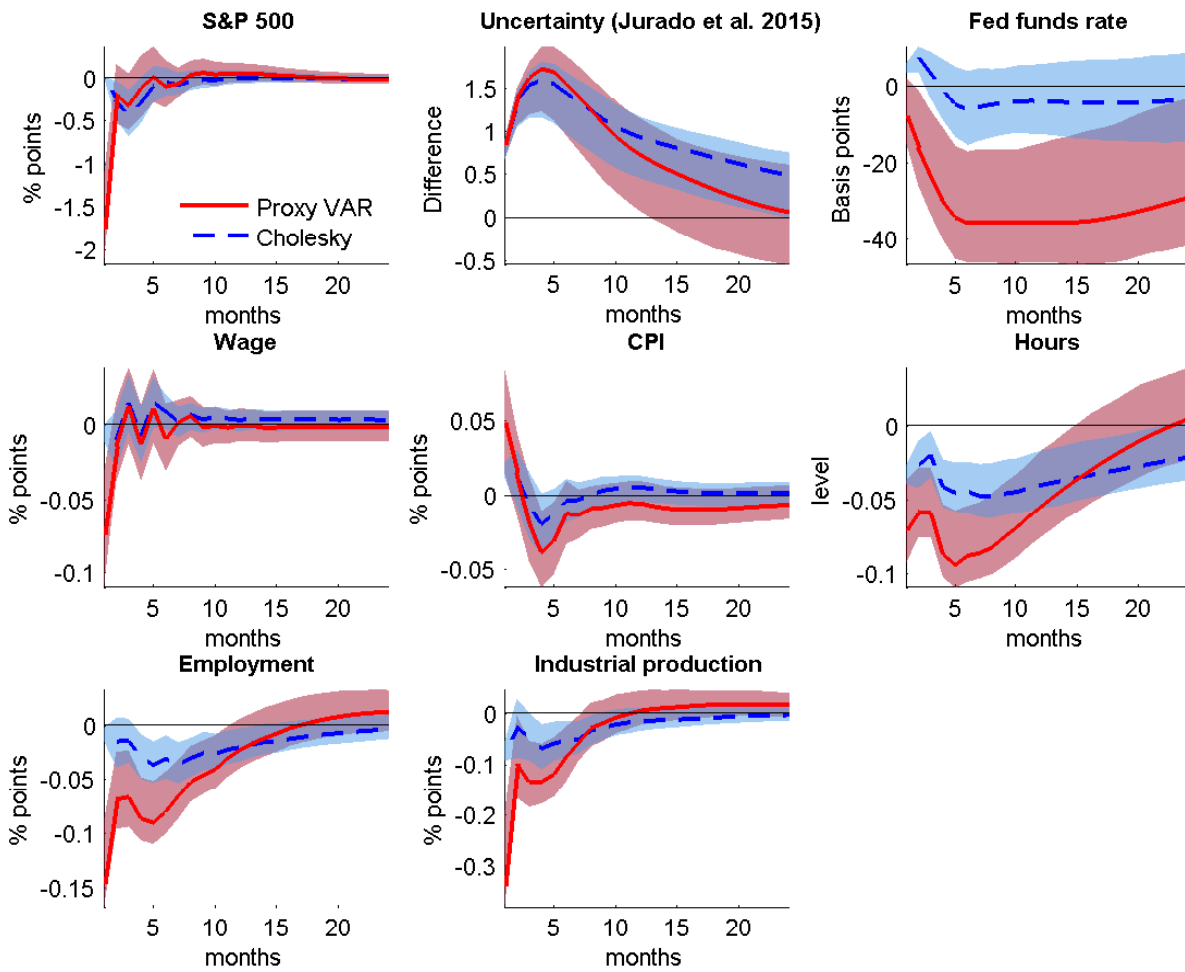 S&P 500
Uncertainty (Jurado et al. 2015)
Fed funds rate
% points
0
-0.5
-1
-1.5
-2
Proxy VAR
Cholesky
5
10
15
20
months
Difference
1.5
1
0.5
0
-0.5
5
10
15
20
months
Basis points
0
-20
-40
5
10
15
20
months
Wage
CPI
Hours
% points
0
-0.05
-0.1
5
10
15
20
months
% points
0.05
0
-0.05
5
10
15
20
months
level
0
-0.05
-0.1
5
10
15
20
months
Employment
Industrial production
% points
0
-0.05
-0.1
-0.15
5
10
15
20
months
% points
0
-0.1
-0.2
-0.3
5
10
15
20
months